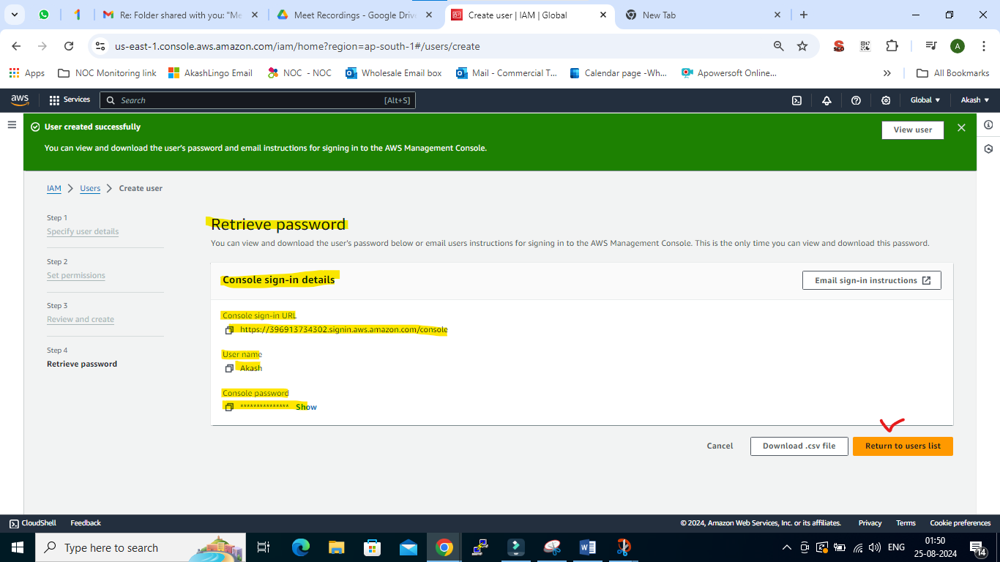 Re: Folder shared with you: "Me
Meet Recordings - Google Drive
Create user | IAM | Global
New Tab
us-east-1.console.aws.amazon.com/iam/home?region=ap-south-1#/users/create
SEO
A
Apps
NOC Monitoring link
AkashLingo Email
NOC - NOC
Wholesale Email box
Mail - Commercial T...
Calendar page -Wh...
Apowersoft Online...
All Bookmarks
aws
Services
Search
[Alt+S]
Global
Akash
User created successfully
You can view and download the user's password and email instructions for signing in to the AWS Management Console.
View user
IAM > Users > Create user
Step 1
Specify user details
Step 2
Set permissions
Step 3
Review and create
Step 4
Retrieve password
Retrieve password
You can view and download the user's password below or email users instructions for signing in to the AWS Management Console. This is the only time you can view and download this password.
Console sign-in details
Email sign-in instructions
Console sign-in URL
https://396913734302.signin.aws.amazon.com/console
User name
Akash
Console password
*************** Show
Cancel
Download .csv file
Return to users list
CloudShell
Feedback
© 2024, Amazon Web Services, Inc. or its affiliates.
Privacy
Terms
Cookie preferences
Type here to search
ENG
01:50
25-08-2024
14